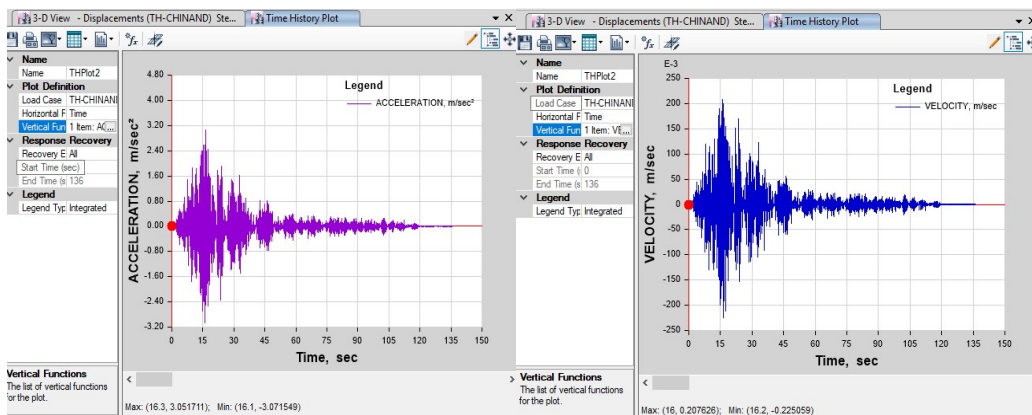 3-D View - Displacements (TH-CHINAND) Ste...
Time History Plot
Name
Name THPlot2
Plot Definition
Load Case TH-CHINAND
Horizontal F Time
Vertical Fun 1 Item: AC...
Response Recovery
Recovery E All
Start Time (sec)
End Time (s 136
Legend
Legend Typ Integrated
Vertical Functions
The list of vertical functions
for the plot.
Legend
ACCELERATION, m/sec²
ACCELERATION, m/sec²
4.80
4.00
3.20
2.40
1.60
0.80
0.00
-0.80
-1.60
-2.40
-3.20
0 15 30 45 60 75 90 105 120 135 150
Time, sec
Max: (16.3, 3.051711); Min: (16.1, -3.071549)
3-D View - Displacements (TH-CHINAND) Ste...
Time History Plot
Name
Name THPlot2
Plot Definition
Load Case TH-CHINAND
Horizontal F Time
Vertical Fun 1 Item: VE...
Response Recovery
Recovery E All
Start Time (i 0
End Time (s 136
Legend
Legend Typ Integrated
Vertical Functions
The list of vertical functions
for the plot.
E-3
Legend
VELOCITY, m/sec
VELOCITY, m/sec
250
200
150
100
50
0
-50
-100
-150
-200
-250
0 15 30 45 60 75 90 105 120 135 150
Time, sec
Max: (16, 0.207626); Min: (16.2, -0.225059)